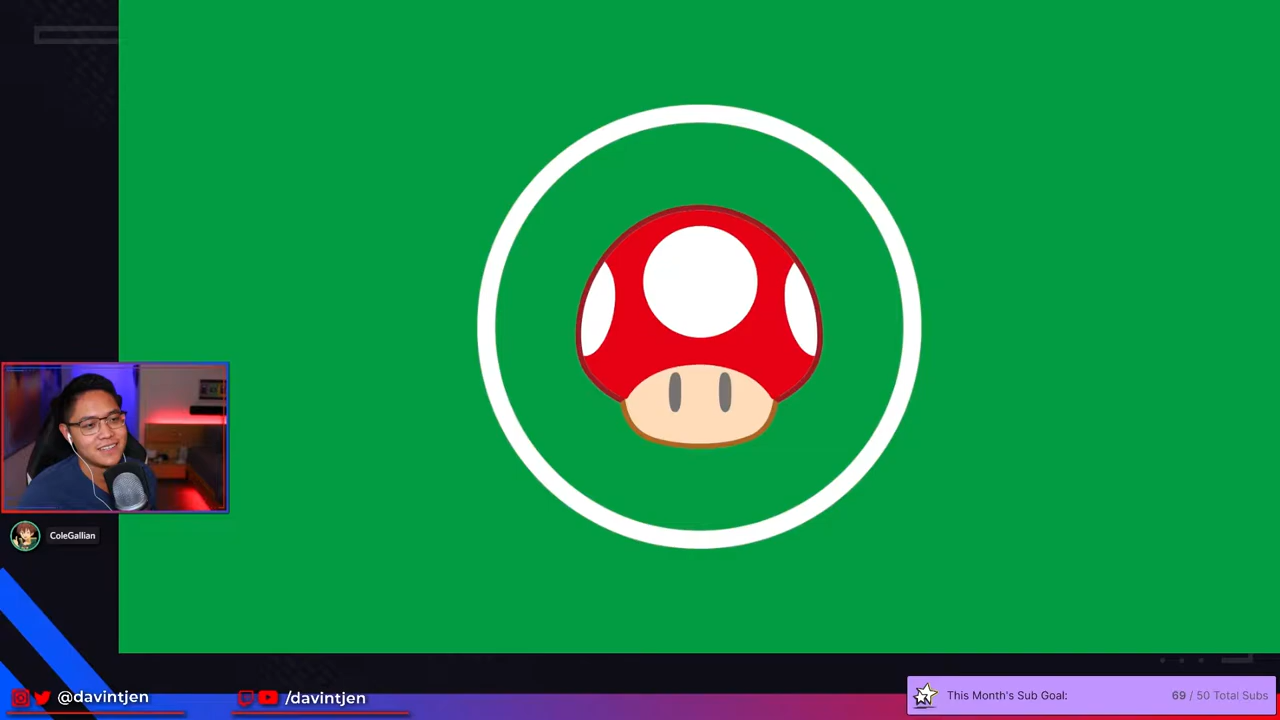 ColeGallian
@davintjen
/davintjen
This Month's Sub Goal:
69 / 50 Total Subs